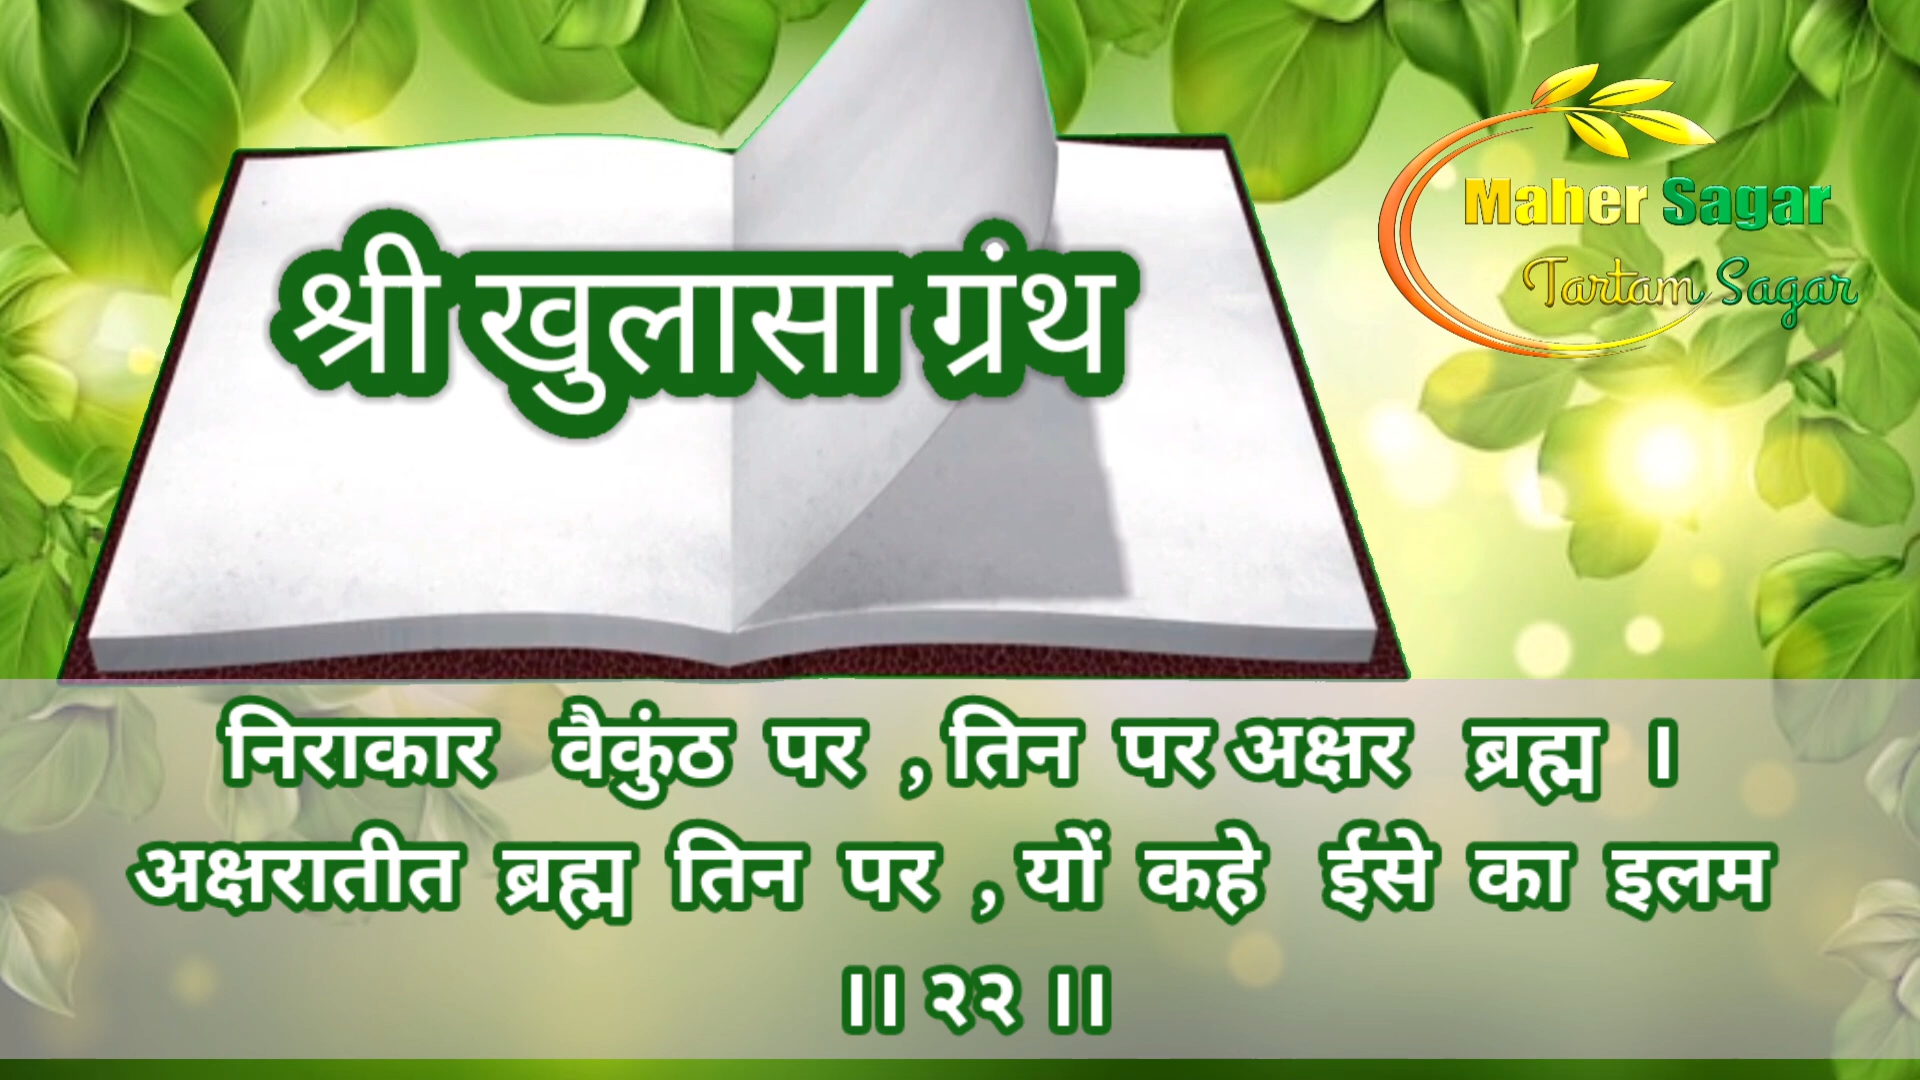 श्री खुलासा ग्रंथ
Maher Sagar
Tartam Sagar
निराकार वैकुंठ पर , तिन पर अक्षर ब्रह्म ।
अक्षरातीत ब्रह्म तिन पर , यों कहे ईसे का इलम
।। २२ ।।